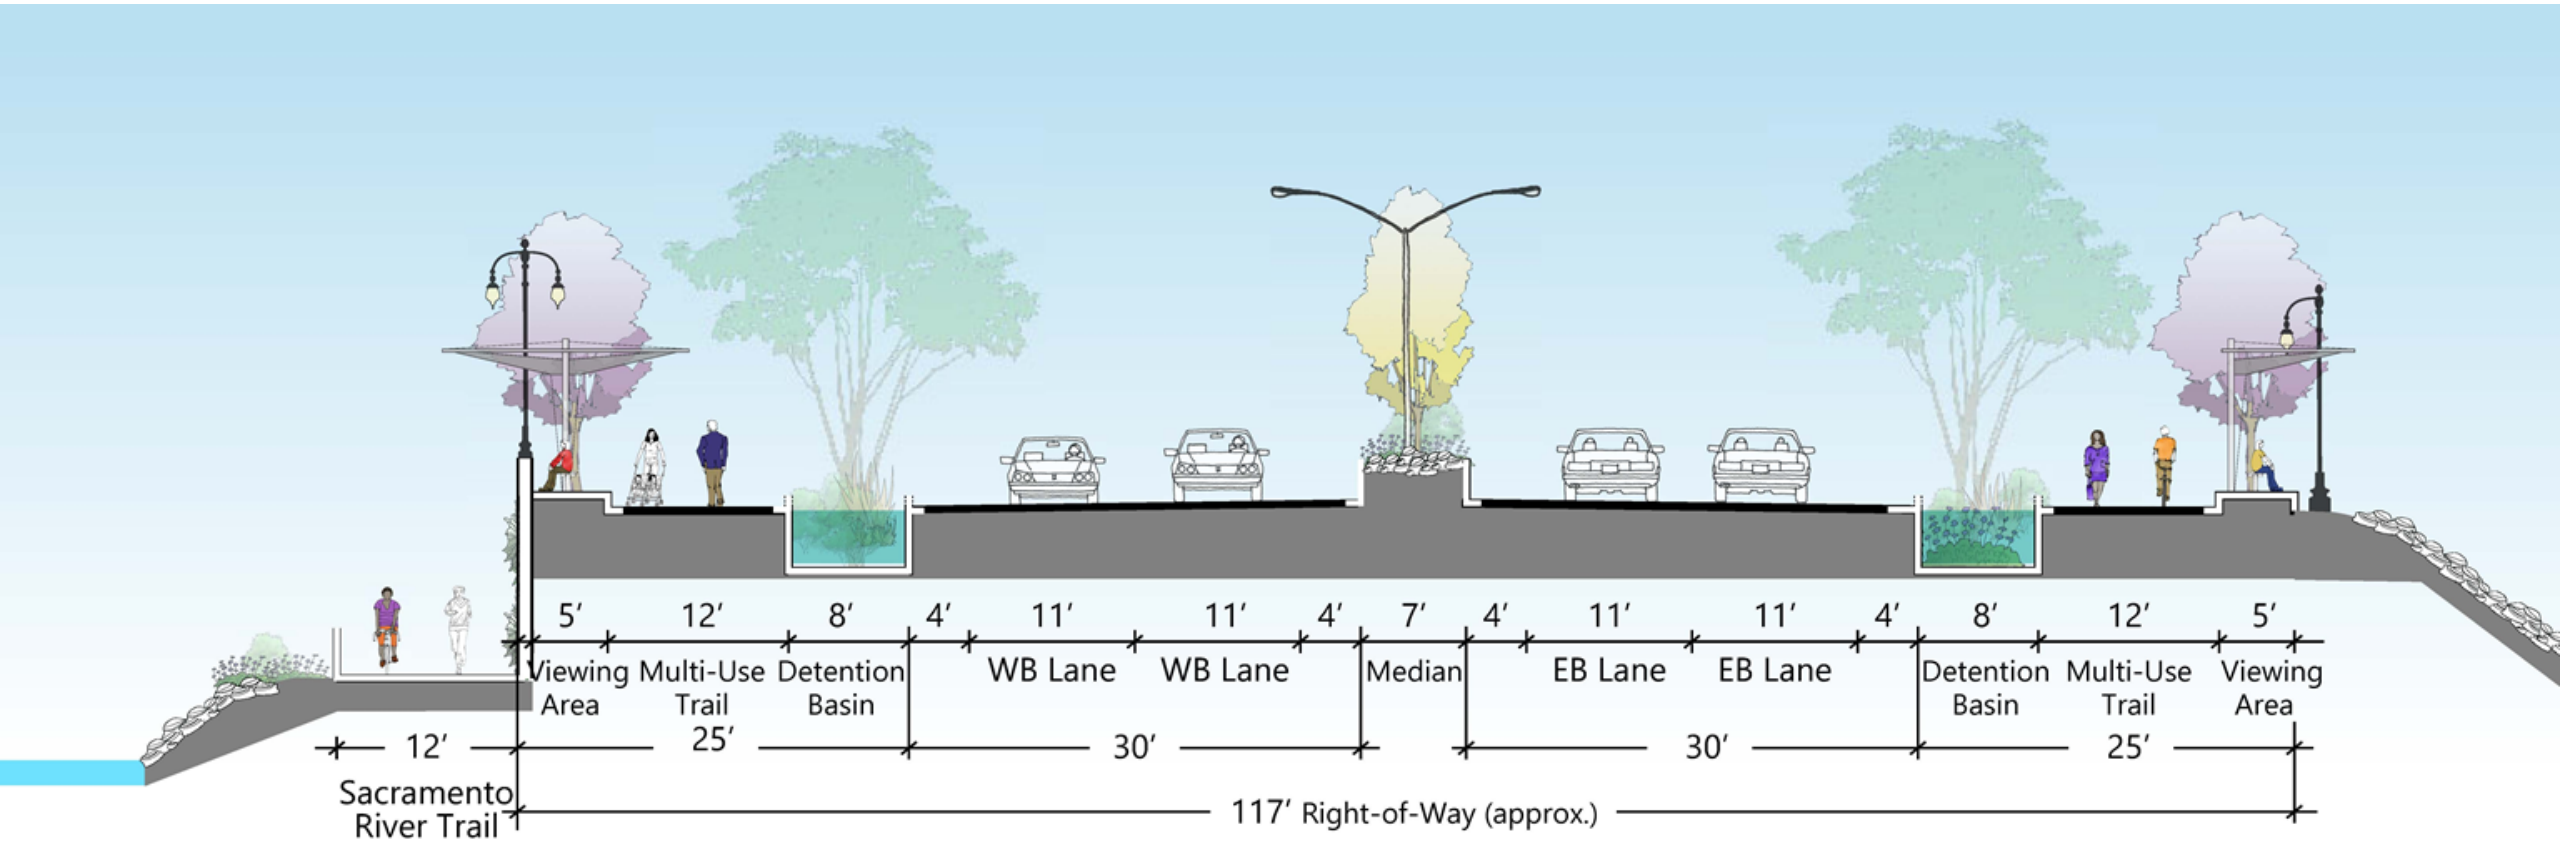 5′ 12′ 8′ 4′ 11′ 11′ 4′ 7′ 4′ 11′ 11′ 4′ 8′ 12′ 5′
Viewing Multi-Use Detention WB Lane WB Lane Median EB Lane EB Lane Detention Multi-Use Viewing
Area Trail Basin Basin Trail Area
12′ 25′ 30′ 30′ 25′
Sacramento
River Trail
117′ Right-of-Way (approx.)